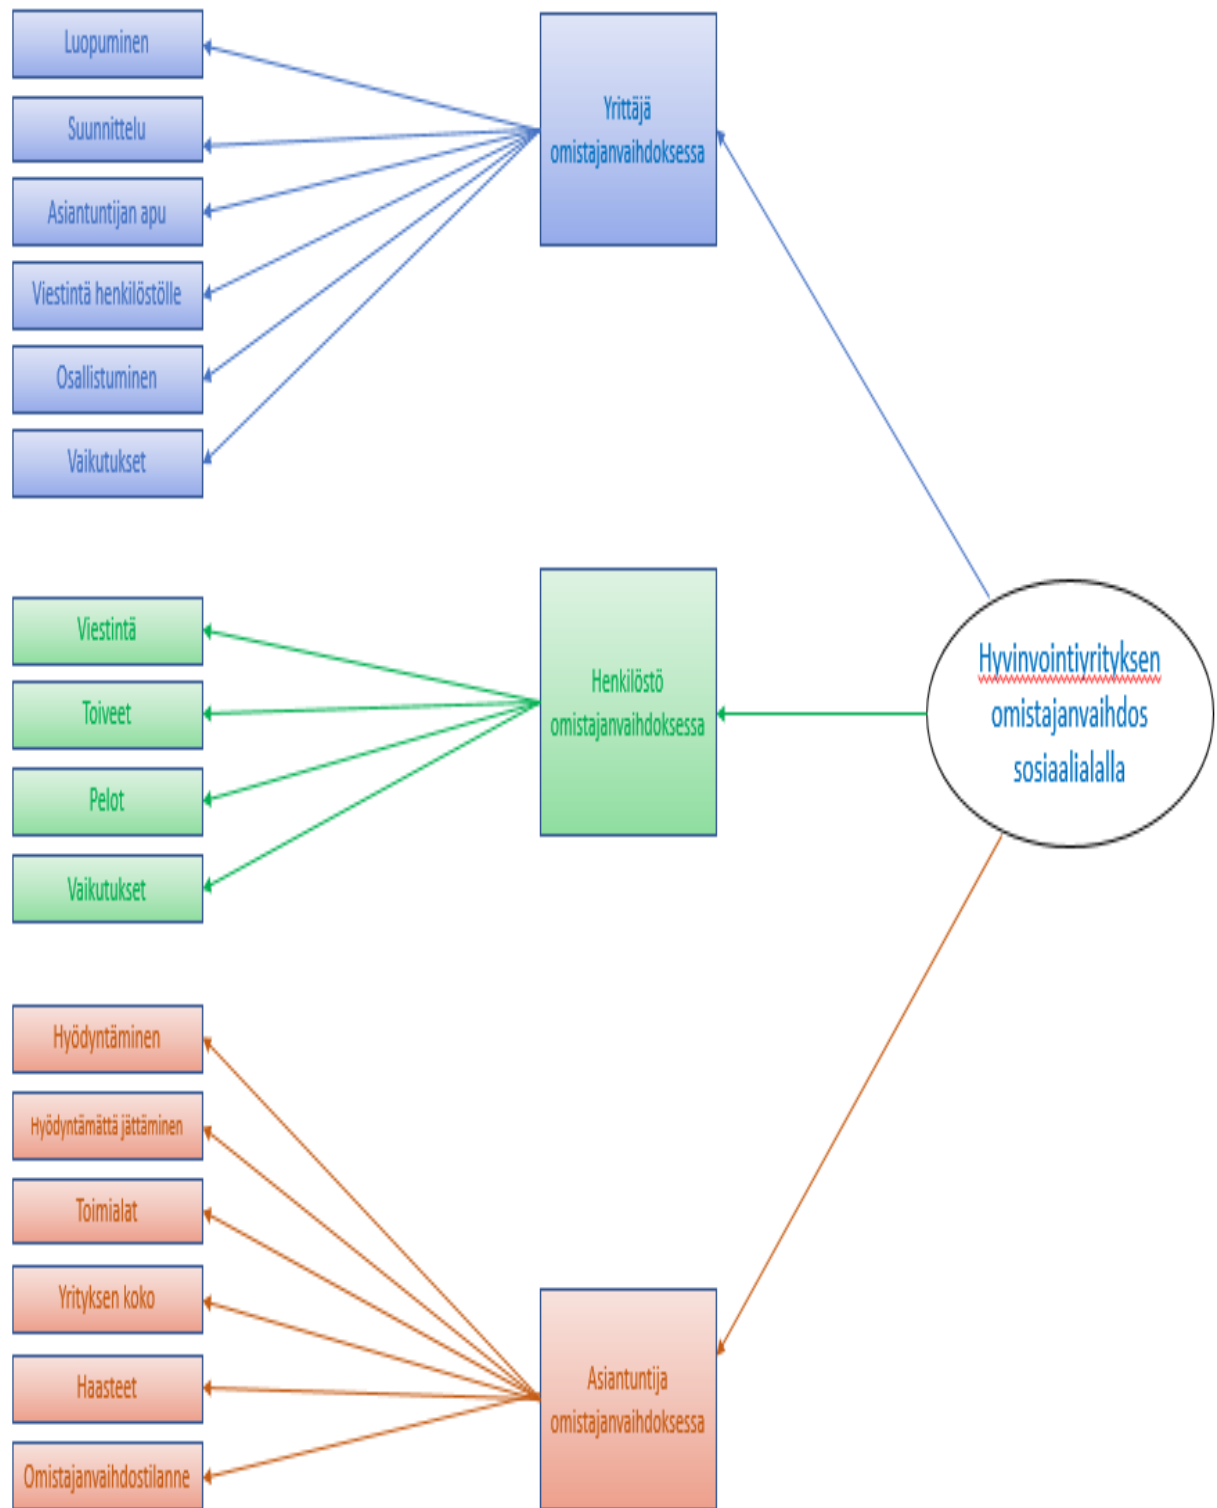 Luopuminen
Suunnittelu
Asiantuntijan apu
Viestintä henkilöstölle
Osallistuminen
Vaikutukset
Yrittäjä
omistajanvaihdoksessa
Viestintä
Toiveet
Pelot
Vaikutukset
Henkilöstö
omistajanvaihdoksessa
Hyvinvointiyrityksen
omistajanvaihdos
sosiaalialalla
Hyödyntäminen
Hyödyntämättä jättäminen
Toimialat
Yrityksen koko
Haasteet
Omistajanvaihdostilanne
Asiantuntija
omistajanvaihdoksessa